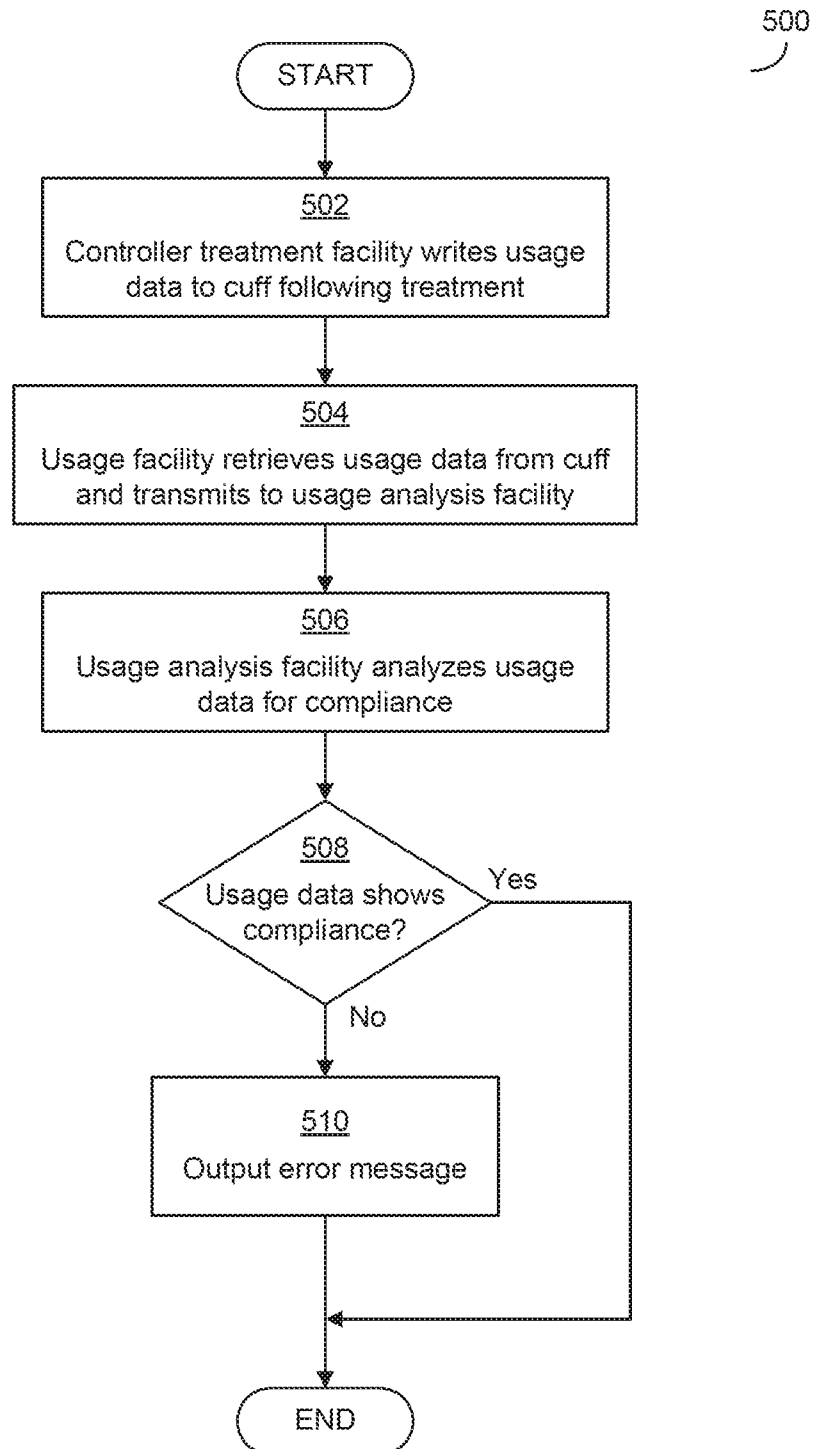 500
START
502
Controller treatment facility writes usage
data to cuff following treatment
504
Usage facility retrieves usage data from cuff
and transmits to usage analysis facility
506
Usage analysis facility analyzes usage
data for compliance
508
Usage data shows
compliance?
Yes
No
510
Output error message
END